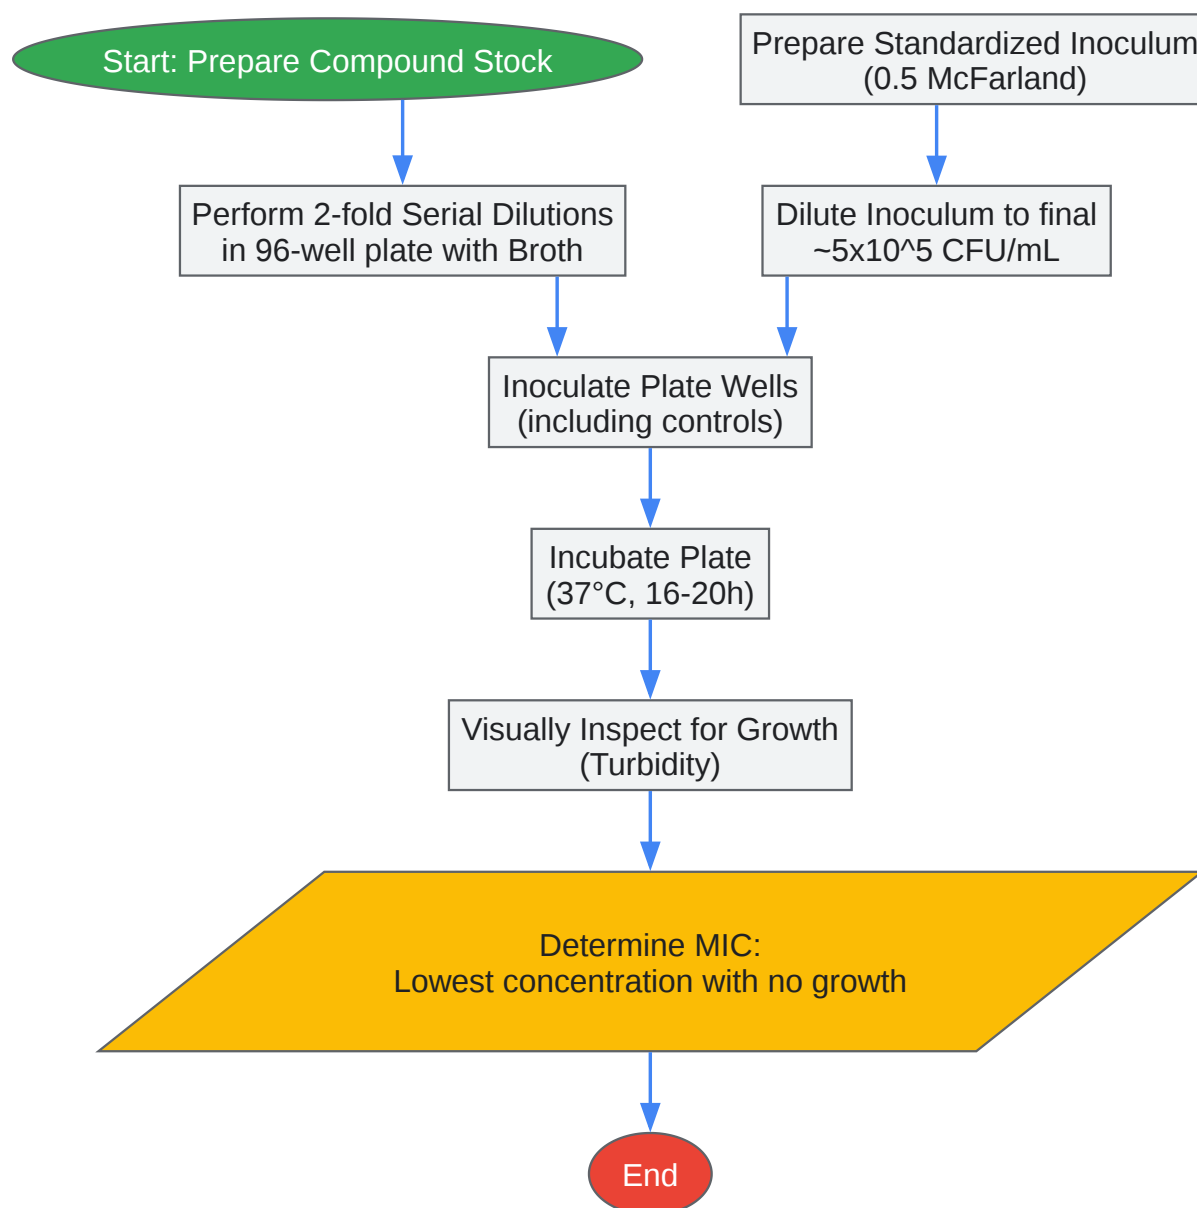 Start: Prepare Compound Stock
Prepare Standardized Inoculum
(0.5 McFarland)
Perform 2-fold Serial Dilutions
in 96-well plate with Broth
Dilute Inoculum to final
~5x10^5 CFU/mL
Inoculate Plate Wells
(including controls)
Incubate Plate
(37°C, 16-20h)
Visually Inspect for Growth
(Turbidity)
Determine MIC:
Lowest concentration with no growth
End